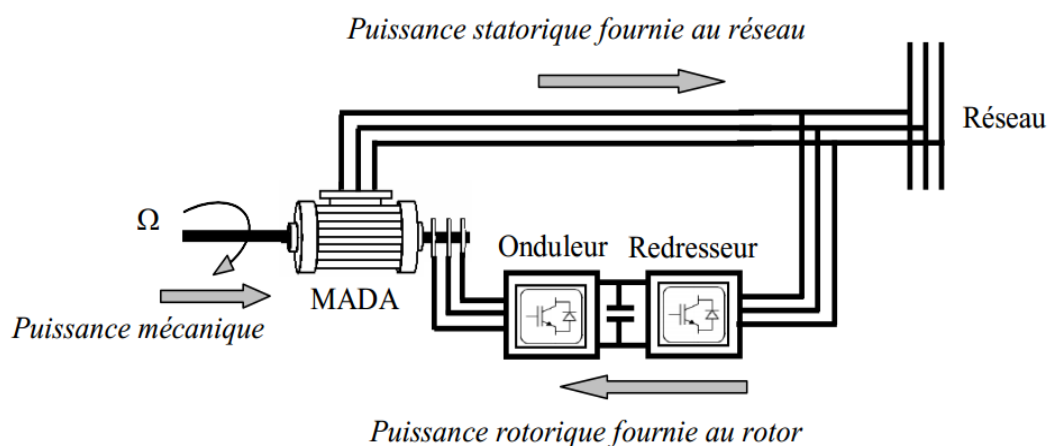 Puissance statorique fournie au réseau
Réseau
Ω
Onduleur Redresseur
MADA
Puissance mécanique
Puissance rotorique fournie au rotor